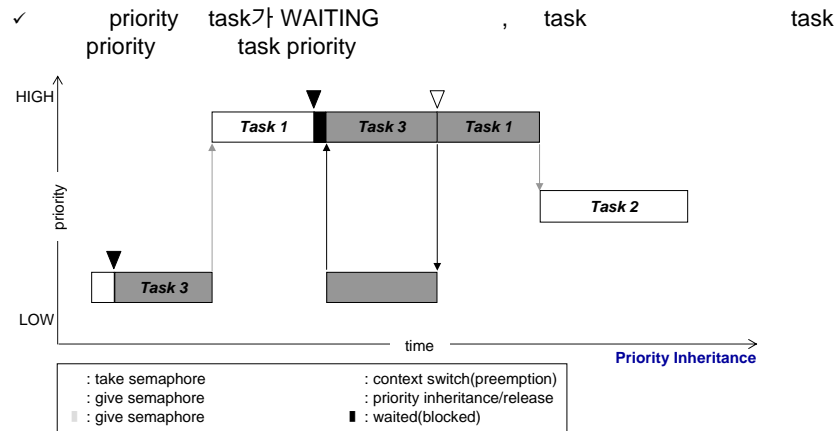 ✓ priority task가 WAITING , task task
priority task priority
HIGH
Task 1 Task 3 Task 1
priority
Task 2
Task 3
LOW
time
Priority Inheritance
: take semaphore : context switch(preemption)
: give semaphore : priority inheritance/release
: give semaphore : waited(blocked)